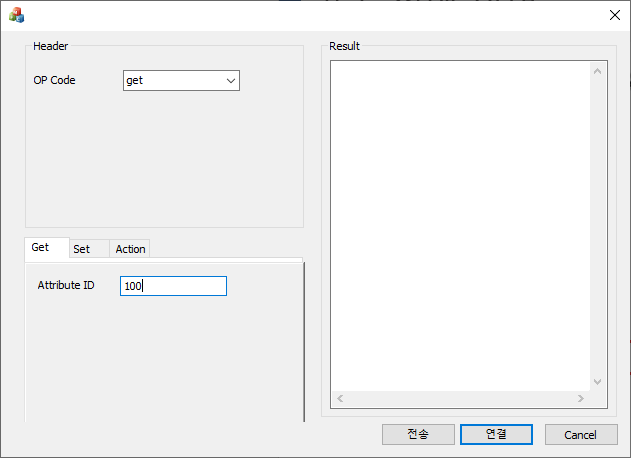 Header
OP Code
get
Get
Set
Action
Attribute ID
100
Result
전송
연결
Cancel